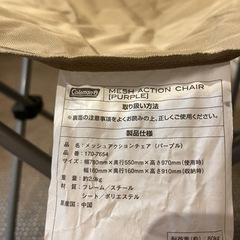 Coleman
MESH ACTION CHAIR
[PURPLE]
取り扱い方法
※裏面の注意事項をよくお読みの上、正しくご使用ください。
製品仕様
品名：メッシュアクションチェア（パープル）
品番：170-7654
サイズ：幅780mm×奥行550mm×高さ970mm（使用時）
：幅160mm×奥行160mm×高さ910mm（収納時）
重量：約2.9kg
材質：フレーム／スチール
シート／ポリエステル
原産国：中国
耐荷重（約）：80kg